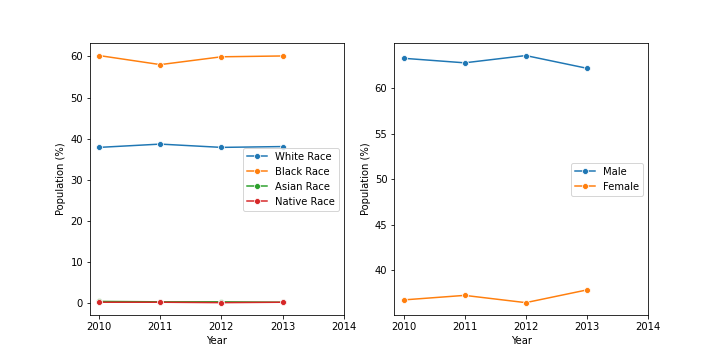 60
50
40
30
20
10
0
Population (%)
2010 2011 2012 2013 2014
Year
White Race
Black Race
Asian Race
Native Race
60
55
50
45
40
Population (%)
2010 2011 2012 2013 2014
Year
Male
Female